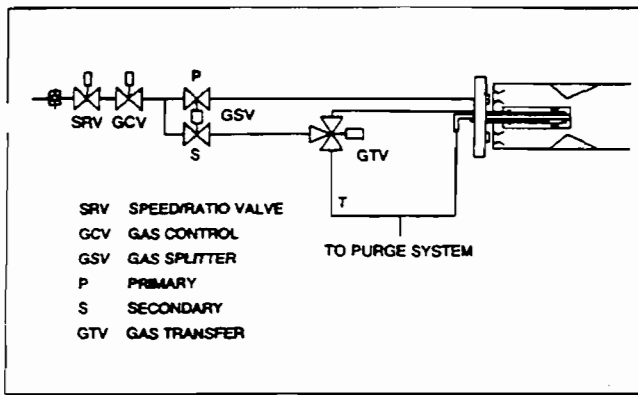 P
SRV GCV GSV
S GTV
T
TO PURGE SYSTEM
SRV SPEED/RATIO VALVE
GCV GAS CONTROL
GSV GAS SPLITTER
P PRIMARY
S SECONDARY
GTV GAS TRANSFER